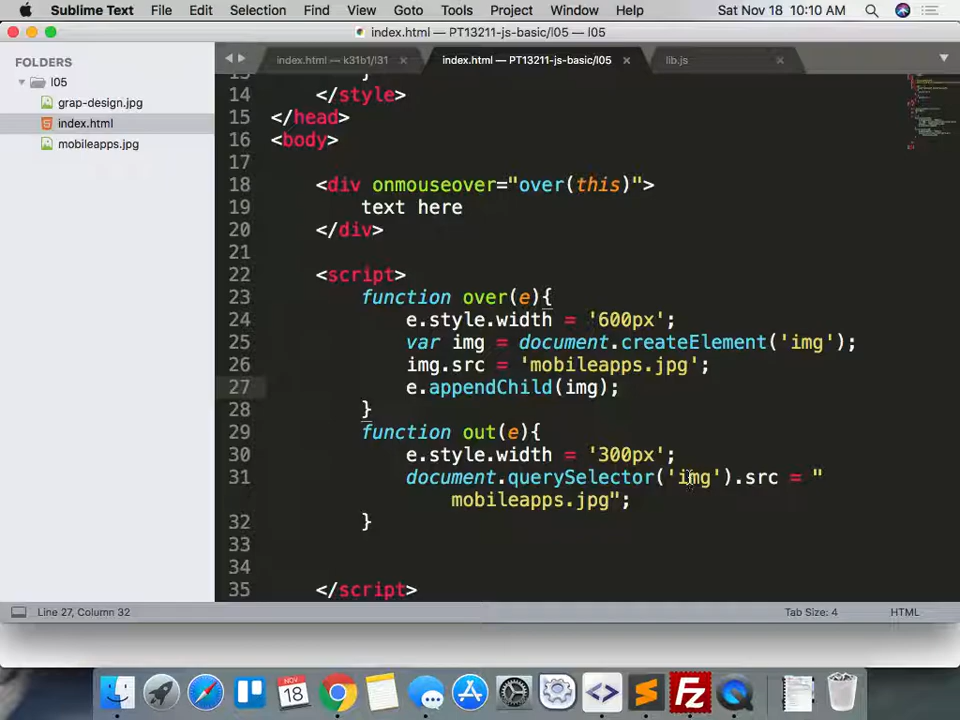 Sublime Text File Edit Selection Find View Goto Tools Project Window Help Sat Nov 18 10:10 AM
index.html — PT13211-js-basic/l05 — l05
FOLDERS
l05
grap-design.jpg
index.html
mobileapps.jpg
index.html — k31b1/l31 × index.html — PT13211-js-basic/l05 × lib.js ×
14 </style>
15 </head>
16 <body>
17
18 <div onmouseover="over(this)">
19 text here
20 </div>
21
22 <script>
23 function over(e){
24 e.style.width = '600px';
25 var img = document.createElement('img');
26 img.src = 'mobileapps.jpg';
27 e.appendChild(img);
28 }
29 function out(e){
30 e.style.width = '300px';
31 document.querySelector('img').src = "
mobileapps.jpg";
32 }
33
34
35 </script>
Line 27, Column 32 Tab Size: 4 HTML
NOV
18